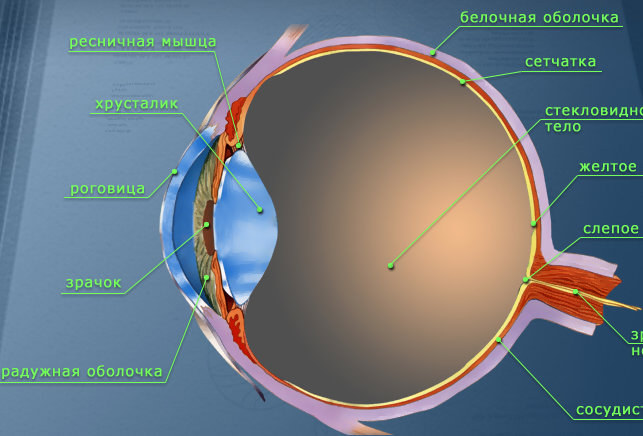 белочная оболочка
ресничная мышца
сетчатка
хрусталик
стекловидно
тело
желтое
роговица
слепое
зрачок
зр
не
радужная оболочка
сосудист